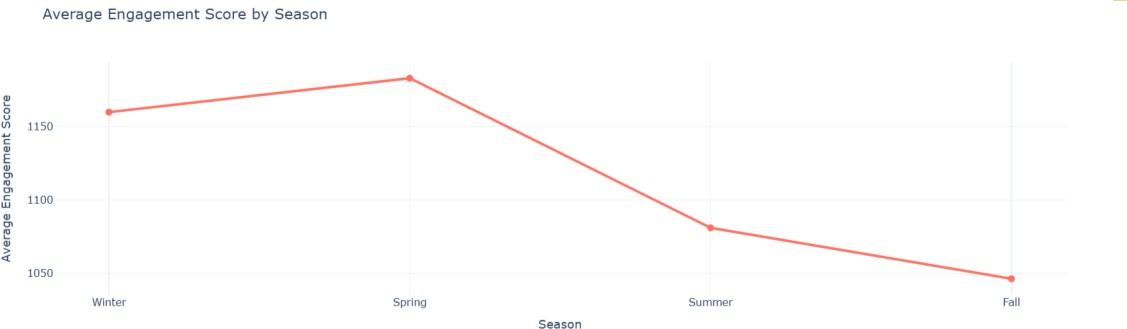 Average Engagement Score by Season
Average Engagement Score
1150
1100
1050
Winter
Spring
Summer
Fall
Season